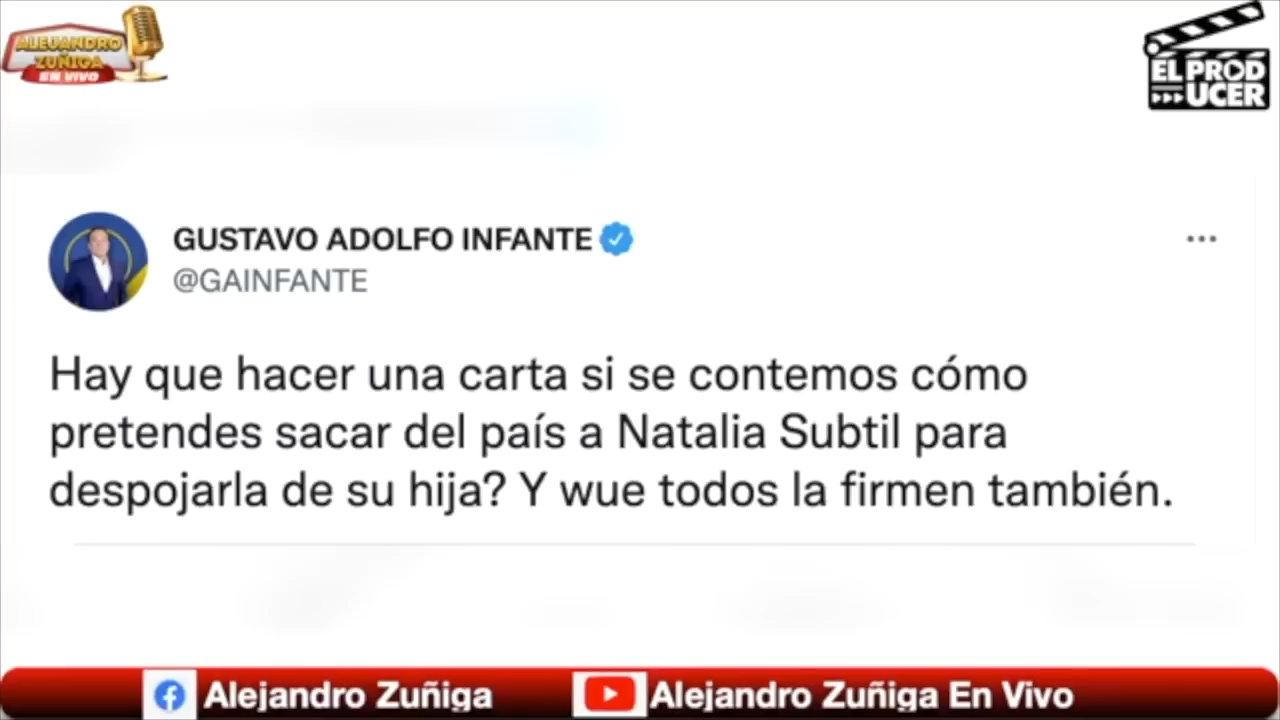 ALEJANDRO
ZUÑIGA
EN VIVO
EL PROD
UCER
GUSTAVO ADOLFO INFANTE
@GAINFANTE
Hay que hacer una carta si se contemos cómo
pretendes sacar del país a Natalia Subtil para
despojarla de su hija? Y wue todos la firmen también.
Alejandro Zuñiga
Alejandro Zuñiga En Vivo